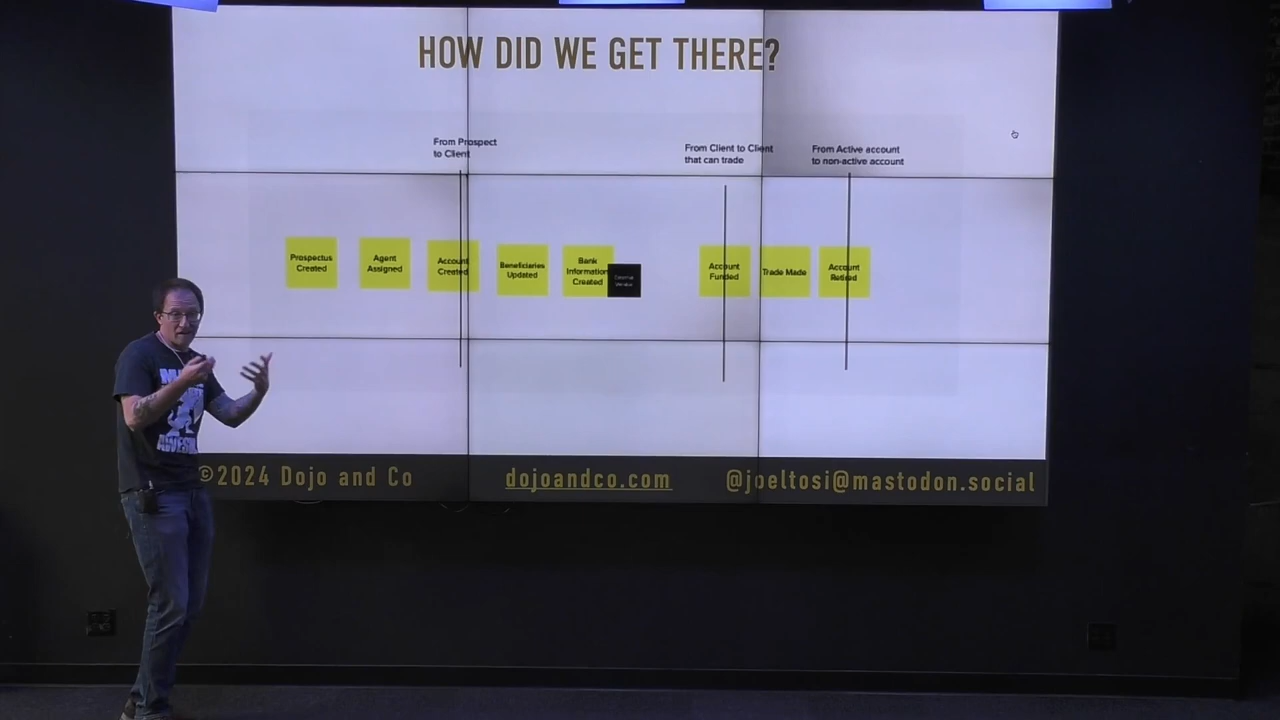 HOW DID WE GET THERE?
From Prospect
to Client
From Client to Client
that can trade
From Active account
to non-active account
Prospectus
Created
Agent
Assigned
Account
Created
Beneficiaries
Updated
Bank
Information
Created
External
Vendor
Account
Funded
Trade Made
Account
Retired
©2024 Dojo and Co
dojoandco.com
@joeltosi@mastodon.social